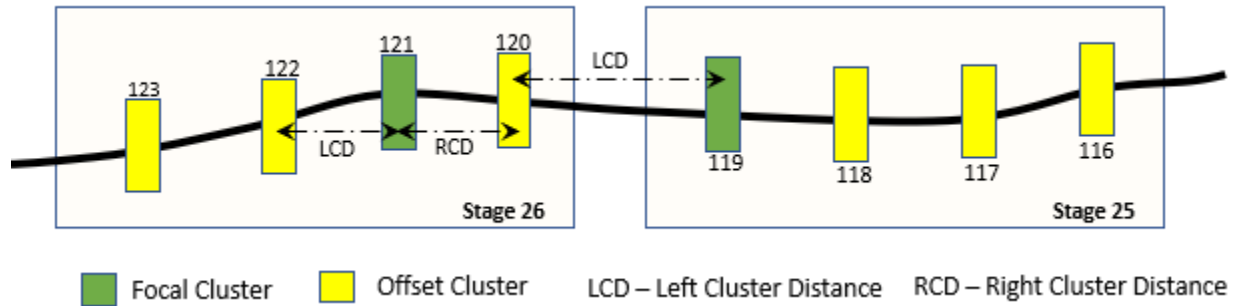 121
120
LCD
122
123
LCD
RCD
119
118
117
116
Stage 26
Stage 25
Focal Cluster
Offset Cluster
LCD – Left Cluster Distance
RCD – Right Cluster Distance